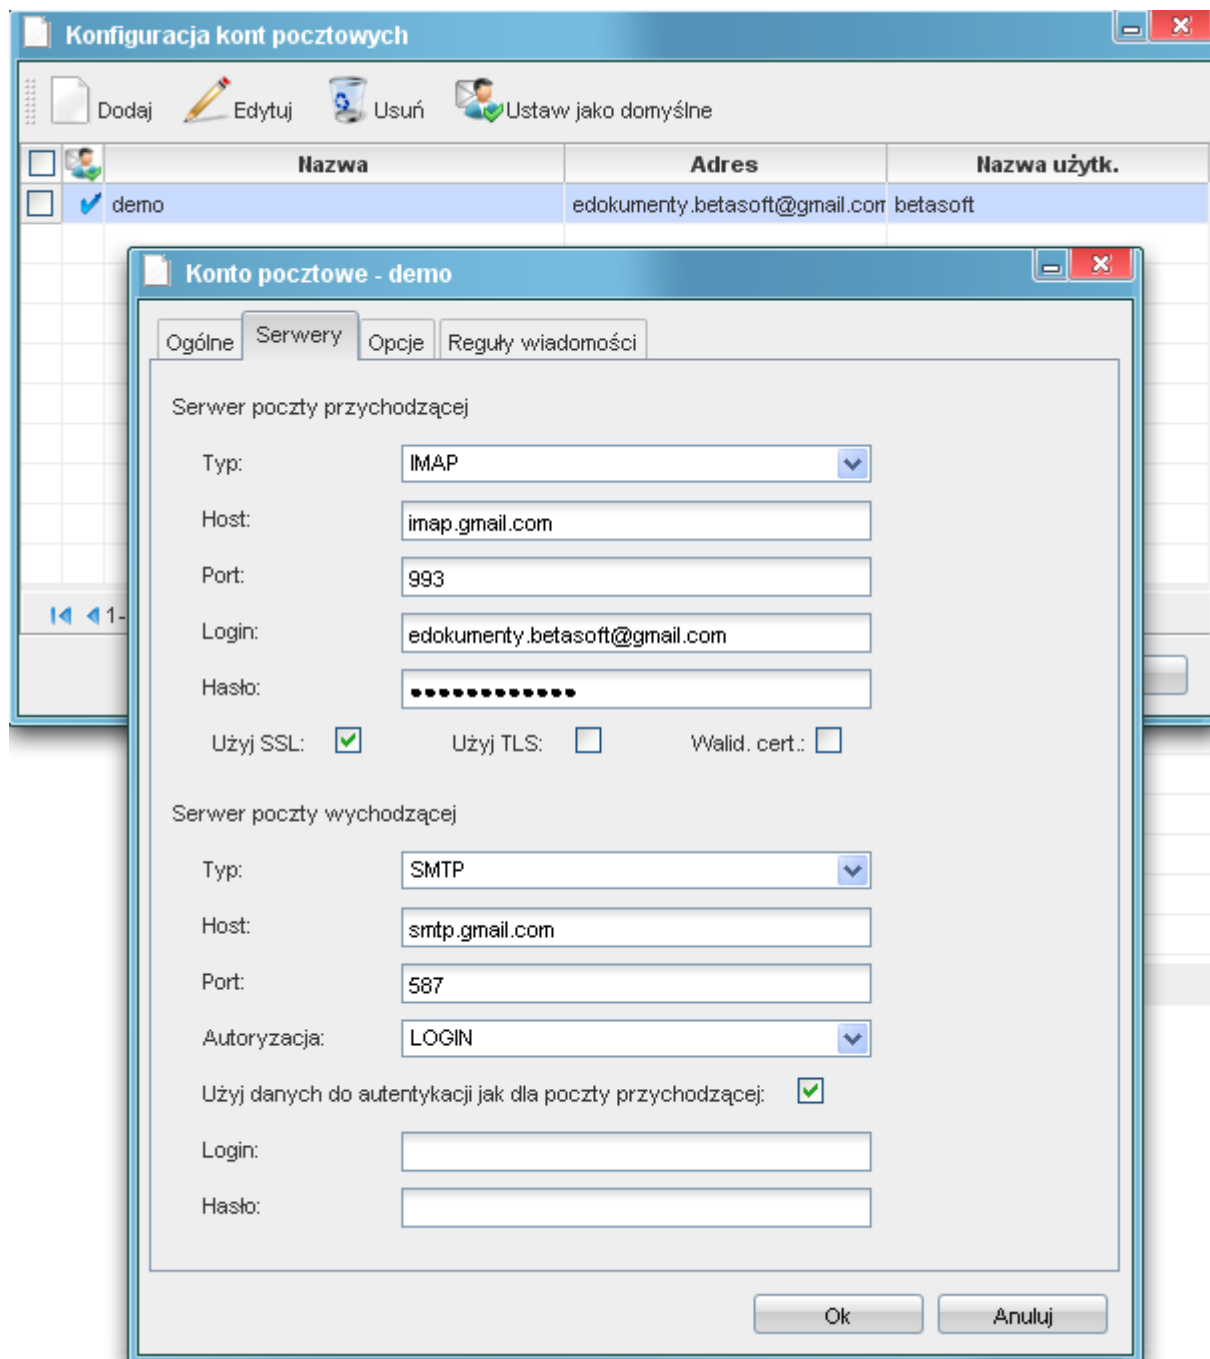 Konfiguracja kont pocztowych
Dodaj Edytuj Usuń Ustaw jako domyślne
Nazwa Adres Nazwa użytk.
demo edokumenty.betasoft@gmail.com betasoft
Konto pocztowe - demo
Ogólne Serwery Opcje Reguły wiadomości
Serwer poczty przychodzącej
Typ: IMAP
Host: imap.gmail.com
Port: 993
Login: edokumenty.betasoft@gmail.com
1-
Hasło: ●●●●●●●●●●●●
Użyj SSL: Użyj TLS: Walid. cert.:
Serwer poczty wychodzącej
Typ: SMTP
Host: smtp.gmail.com
Port: 587
Autoryzacja: LOGIN
Użyj danych do autentykacji jak dla poczty przychodzącej:
Login:
Hasło:
Ok Anuluj